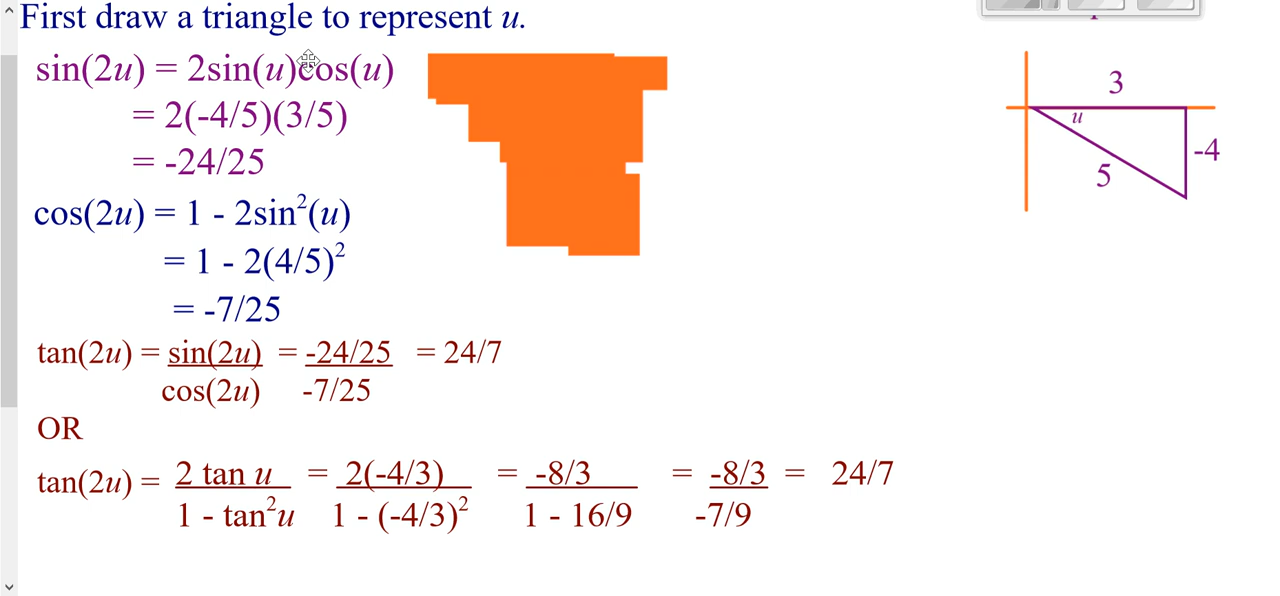 First draw a triangle to represent u.
sin(2u) = 2sin(u)cos(u)
= 2(-4/5)(3/5)
= -24/25
cos(2u) = 1 - 2sin²(u)
= 1 - 2(4/5)²
= -7/25
tan(2u) = sin(2u) = -24/25 = 24/7
cos(2u) -7/25
OR
tan(2u) = 2 tan u = 2(-4/3) = -8/3 = -8/3 = 24/7
1 - tan²u 1 - (-4/3)² 1 - 16/9 -7/9
3
u
-4
5